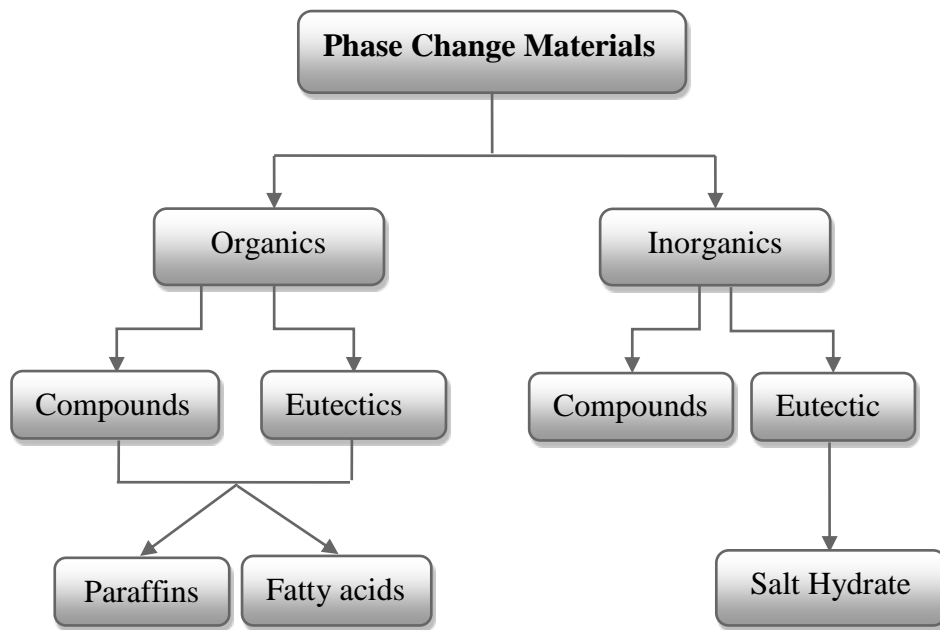 Phase Change Materials
Organics
Inorganics
Compounds
Eutectics
Compounds
Eutectic
Paraffins
Fatty acids
Salt Hydrate